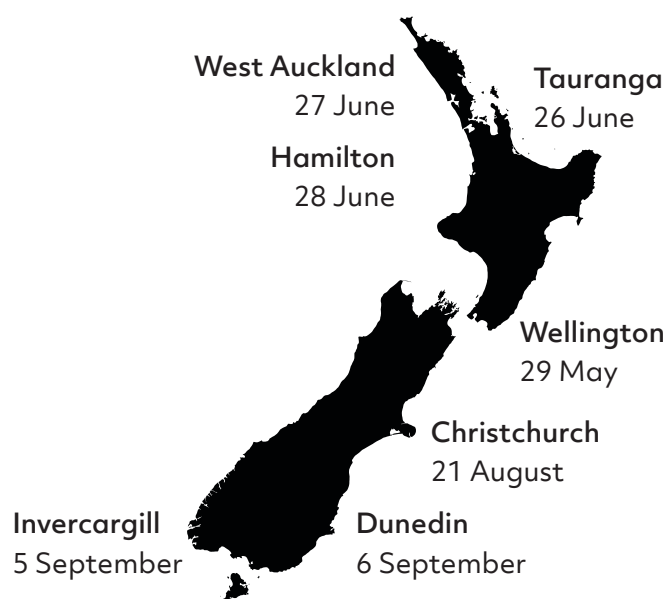 West Auckland
27 June
Tauranga
26 June
Hamilton
28 June
Wellington
29 May
Christchurch
21 August
Invercargill
5 September
Dunedin
6 September